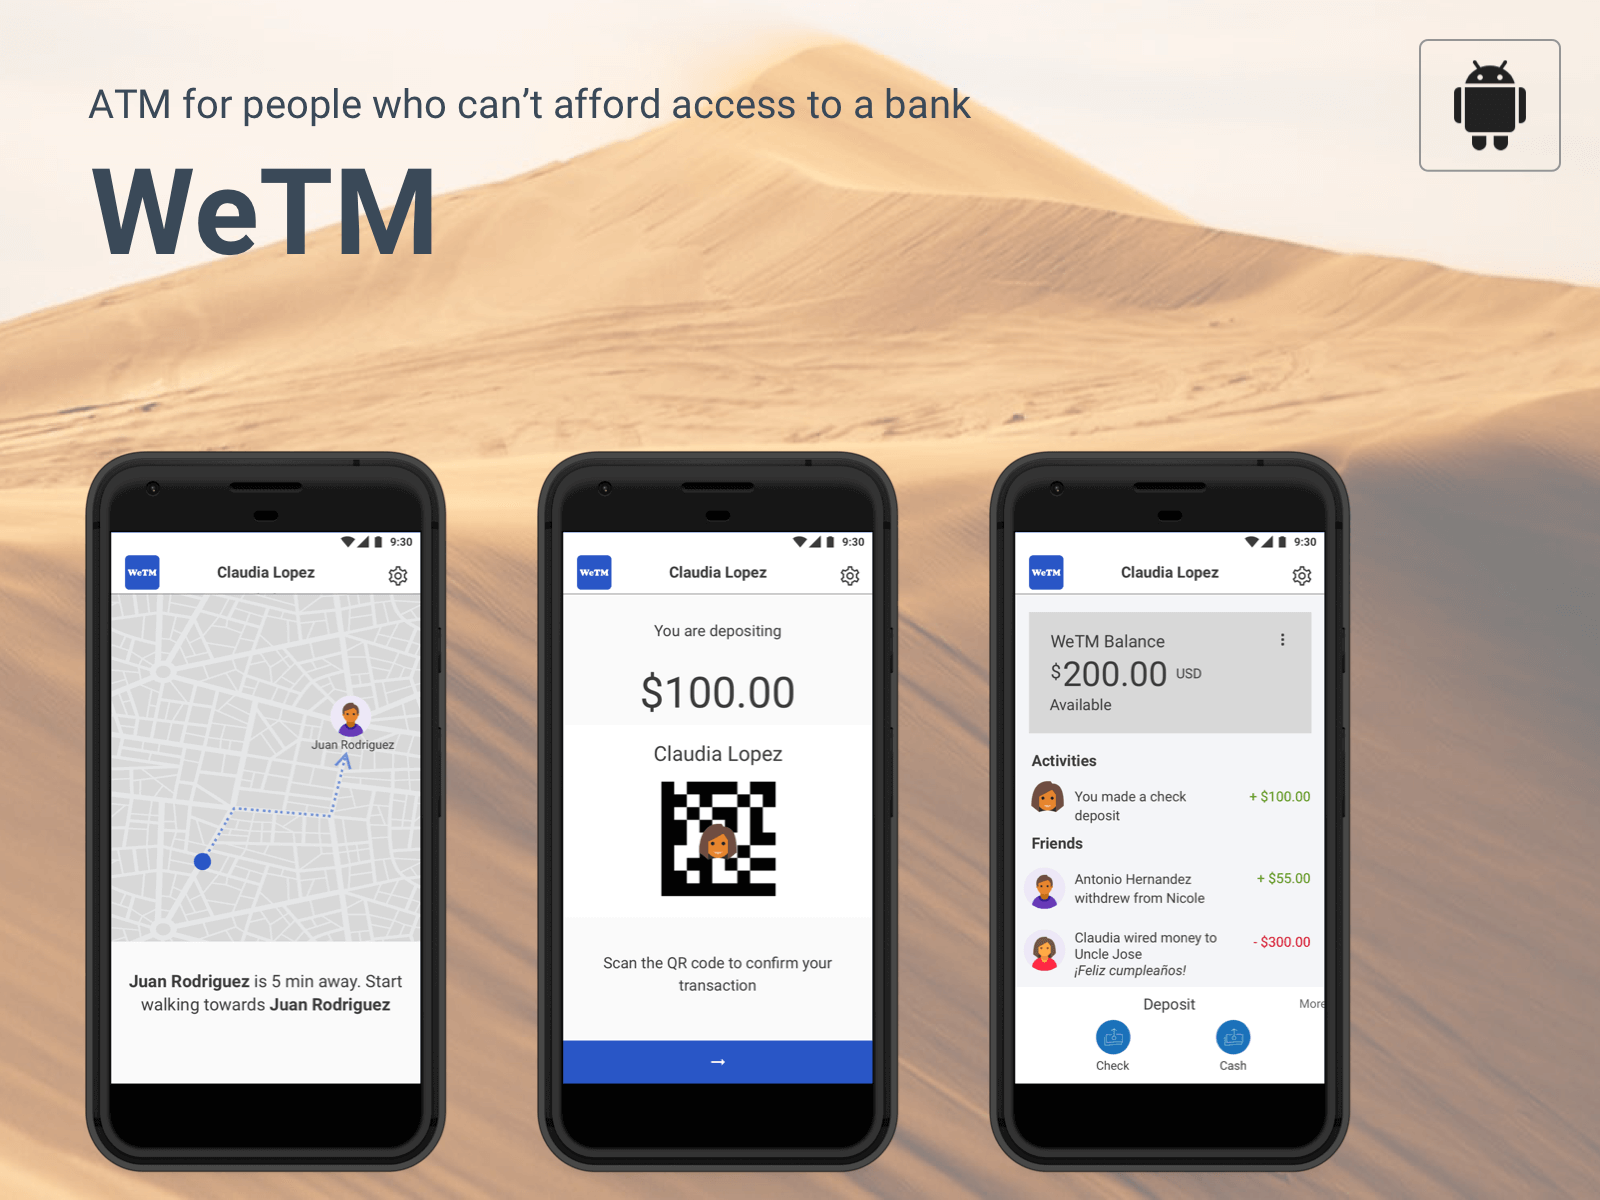 ATM for people who can’t afford access to a bank
WeTM
9:30
WeTM
Claudia Lopez
Juan Rodriguez
Juan Rodriguez is 5 min away. Start
walking towards Juan Rodriguez
9:30
WeTM
Claudia Lopez
You are depositing
$100.00
Claudia Lopez
Scan the QR code to confirm your
transaction
→
9:30
WeTM
Claudia Lopez
WeTM Balance
$200.00 USD
Available
Activities
You made a check
deposit
+ $100.00
Friends
Antonio Hernandez
withdrew from Nicole
+ $55.00
Claudia wired money to
Uncle Jose
¡Feliz cumpleaños!
- $300.00
Deposit
More
Check
Cash